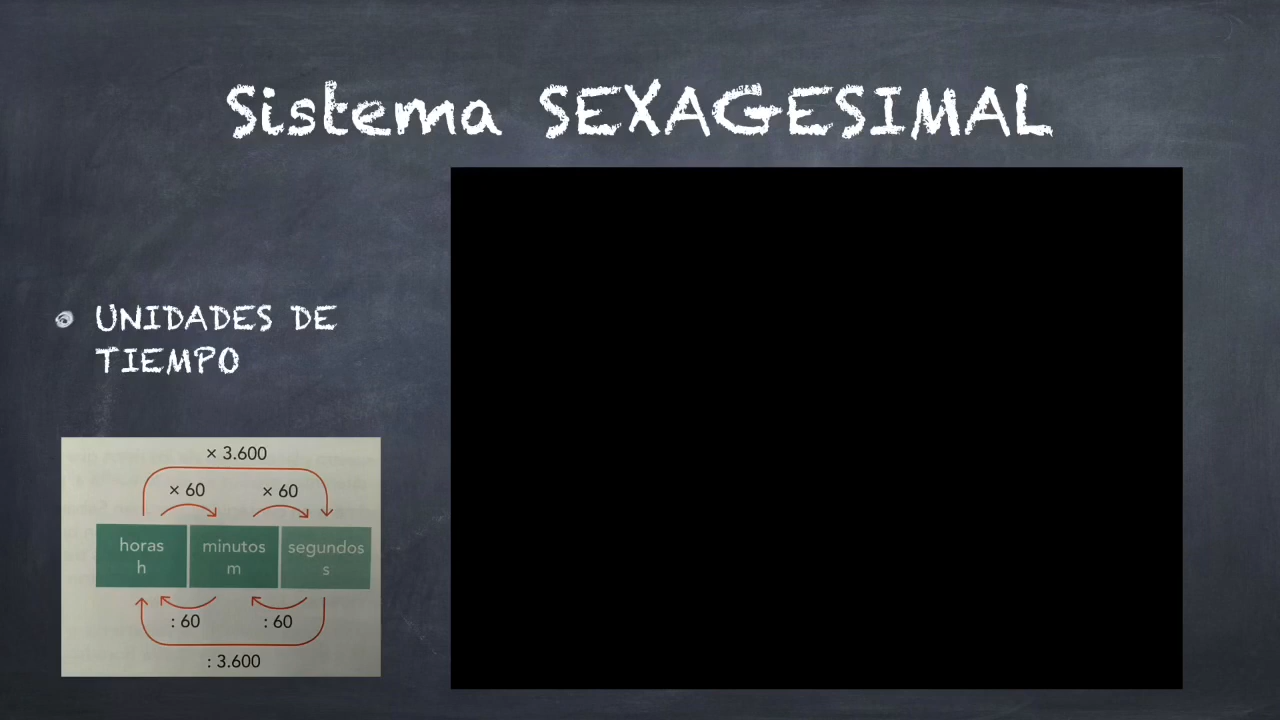 Sistema SEXAGESIMAL
UNIDADES DE
TIEMPO
× 3.600
× 60 × 60
horas minutos segundos
h m s
: 60 : 60
: 3.600